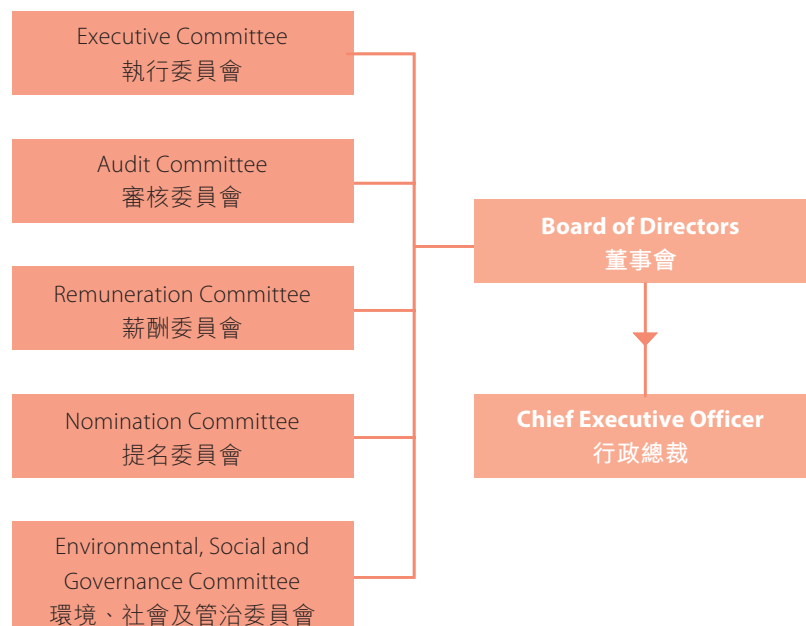 Executive Committee
執行委員會
Audit Committee
審核委員會
Remuneration Committee
薪酬委員會
Nomination Committee
提名委員會
Environmental, Social and
Governance Committee
環境、社會及管治委員會
Board of Directors
董事會
Chief Executive Officer
行政總裁